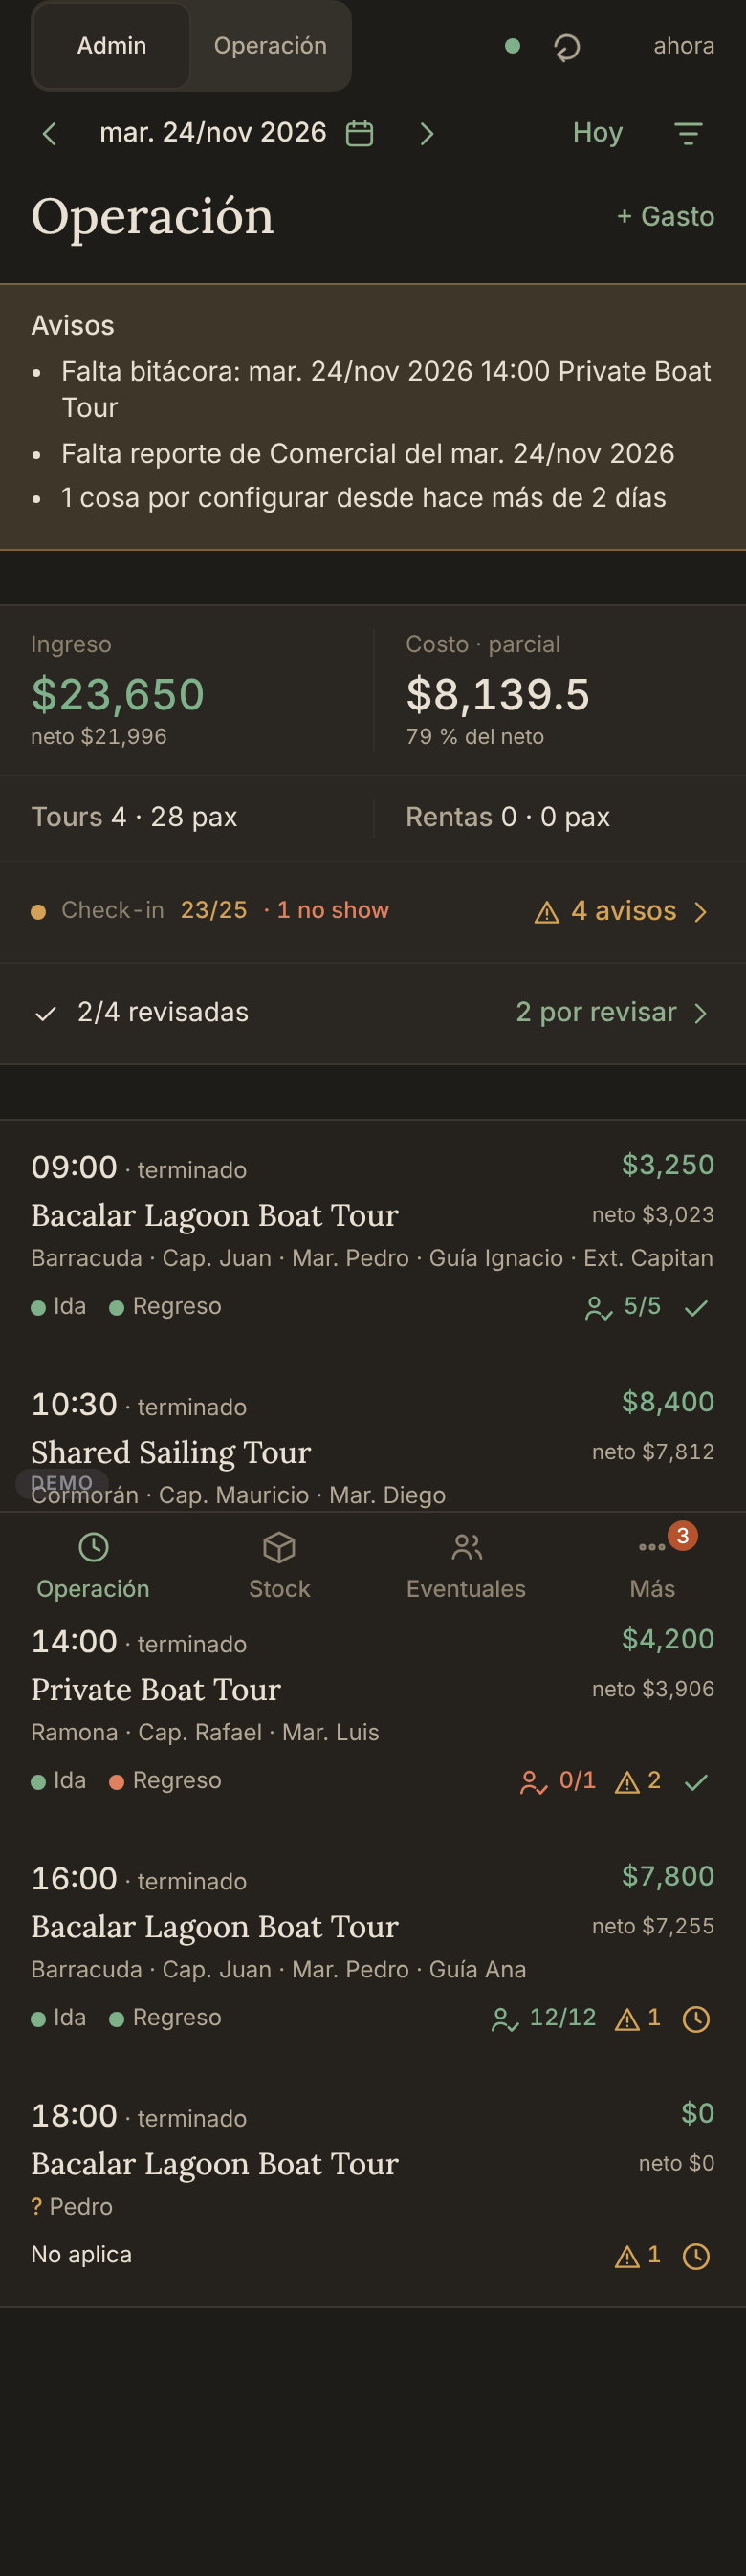 Admin
Operación
ahora
mar. 24/nov 2026
Hoy
Operación
+ Gasto
Avisos
• Falta bitácora: mar. 24/nov 2026 14:00 Private Boat
Tour
• Falta reporte de Comercial del mar. 24/nov 2026
• 1 cosa por configurar desde hace más de 2 días
Ingreso
$23,650
neto $21,996
Costo · parcial
$8,139.5
79 % del neto
Tours 4 · 28 pax
Rentas 0 · 0 pax
Check-in 23/25 · 1 no show
4 avisos
2/4 revisadas
2 por revisar
09:00 · terminado
$3,250
Bacalar Lagoon Boat Tour
neto $3,023
Barracuda · Cap. Juan · Mar. Pedro · Guía Ignacio · Ext. Capitan
Ida
Regreso
5/5
10:30 · terminado
$8,400
Shared Sailing Tour
neto $7,812
DEMO
Cormorán · Cap. Mauricio · Mar. Diego
Operación
Stock
Eventuales
3
Más
14:00 · terminado
$4,200
Private Boat Tour
neto $3,906
Ramona · Cap. Rafael · Mar. Luis
Ida
Regreso
0/1
2
16:00 · terminado
$7,800
Bacalar Lagoon Boat Tour
neto $7,255
Barracuda · Cap. Juan · Mar. Pedro · Guía Ana
Ida
Regreso
12/12
1
18:00 · terminado
$0
Bacalar Lagoon Boat Tour
neto $0
? Pedro
No aplica
1